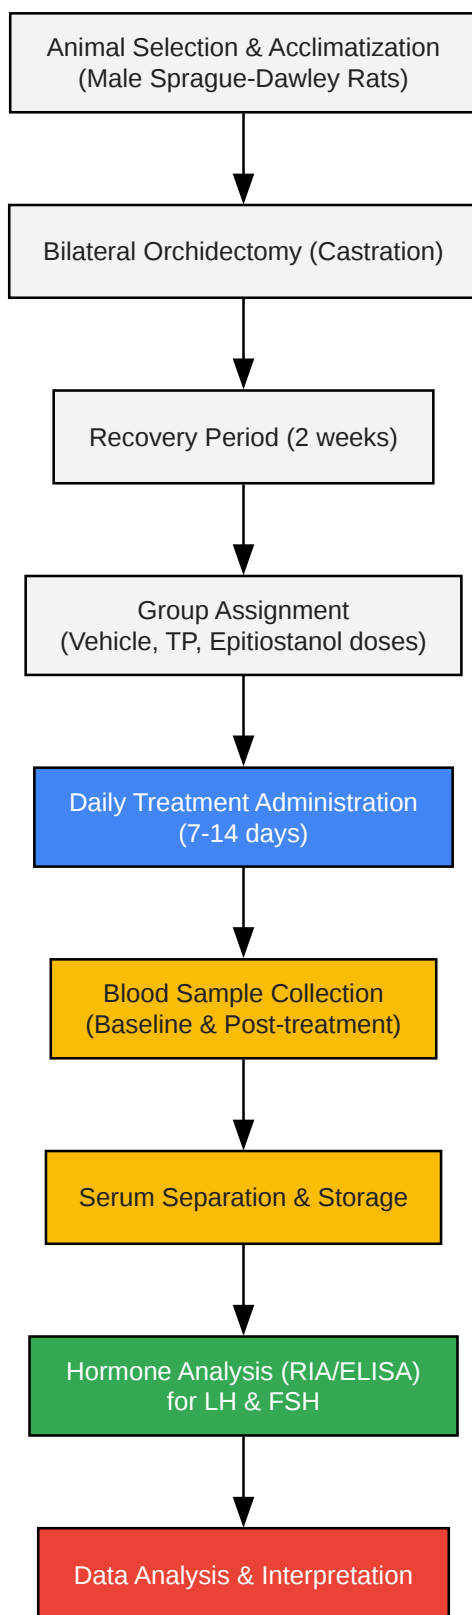 Animal Selection & Acclimatization
(Male Sprague-Dawley Rats)
Bilateral Orchidectomy (Castration)
Recovery Period (2 weeks)
Group Assignment
(Vehicle, TP, Epitiostanol doses)
Daily Treatment Administration
(7-14 days)
Blood Sample Collection
(Baseline & Post-treatment)
Serum Separation & Storage
Hormone Analysis (RIA/ELISA)
for LH & FSH
Data Analysis & Interpretation